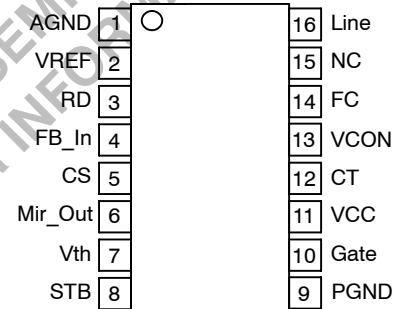 AGND 1 16 Line
VREF 2 15 NC
RD 3 14 FC
FB_In 4 13 VCON
CS 5 12 CT
Mir_Out 6 11 VCC
Vth 7 10 Gate
STB 8 9 PGND